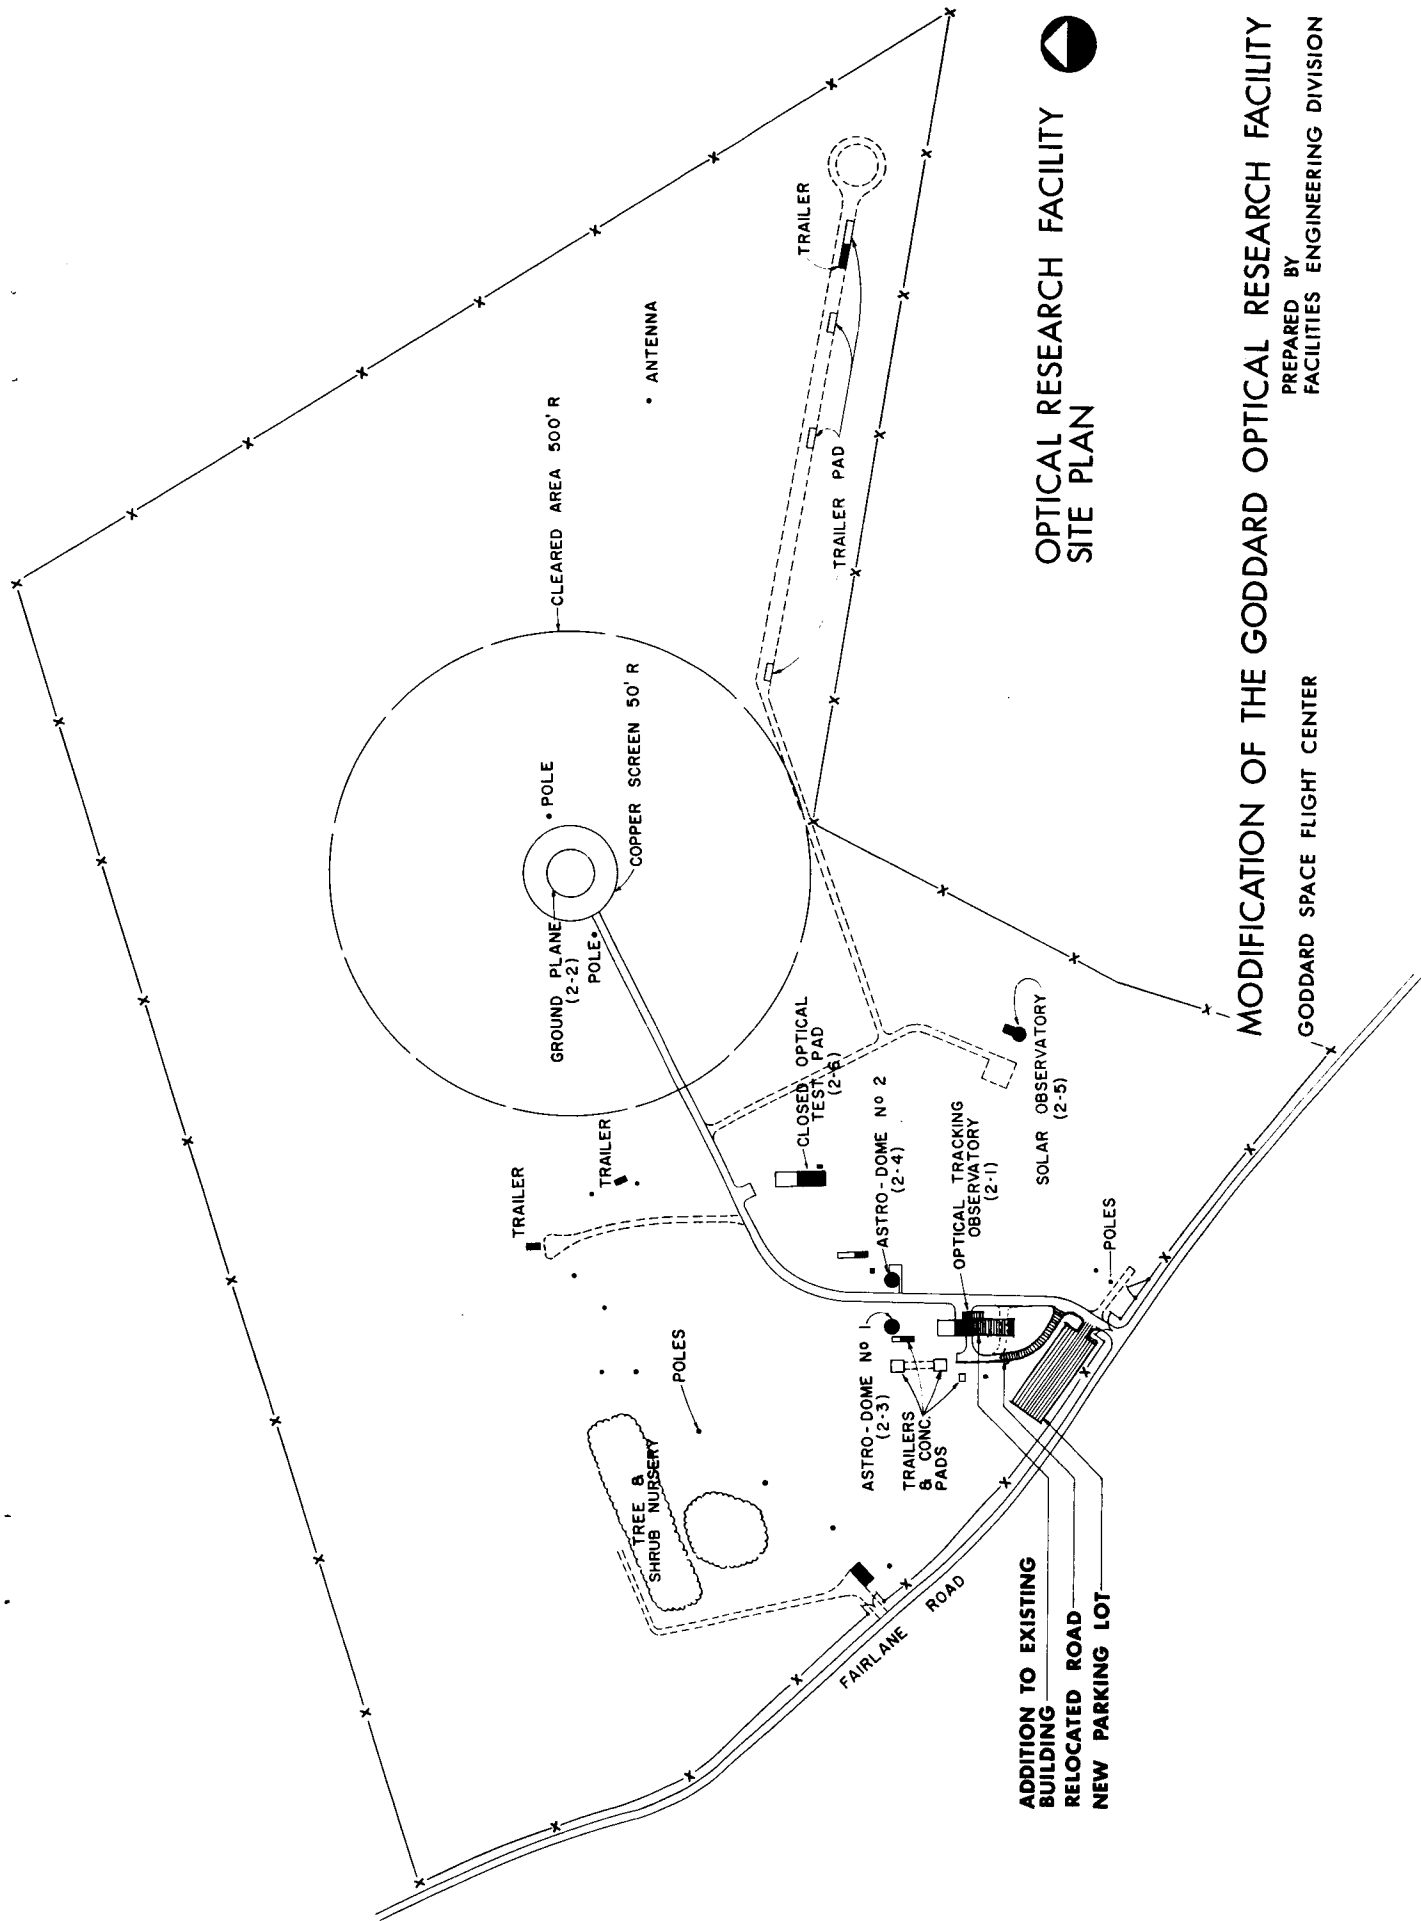 CLEARED AREA 500' R
ANTENNA
TRAILER
POLE
COPPER SCREEN 50' R
GROUND PLANE
(2-2)
POLE
TRAILER
TRAILER
TRAILER PAD
CLOSED OPTICAL
TEST PAD
(2-6)
ASTRO-DOME Nº 2
(2-4)
OPTICAL TRACKING
OBSERVATORY
(2-1)
SOLAR OBSERVATORY
(2-5)
POLES
POLES
TREE &
SHRUB NURSERY
ASTRO-DOME Nº 1
(2-3)
TRAILERS
& CONC.
PADS
FAIRLANE ROAD
ADDITION TO EXISTING
BUILDING
RELOCATED ROAD
NEW PARKING LOT
OPTICAL RESEARCH FACILITY
SITE PLAN
MODIFICATION OF THE GODDARD OPTICAL RESEARCH FACILITY
GODDARD SPACE FLIGHT CENTER
PREPARED BY
FACILITIES ENGINEERING DIVISION